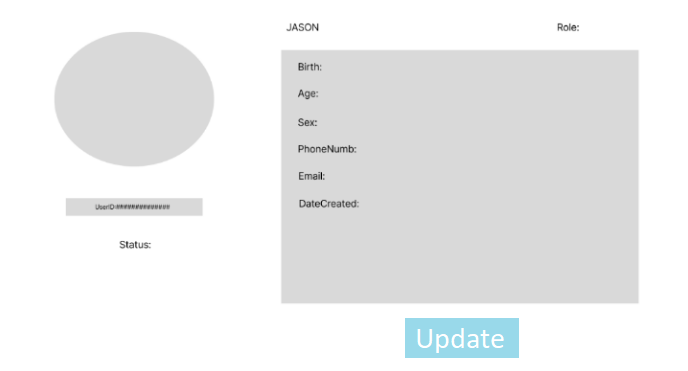 JASON
Role:
Birth:
Age:
Sex:
PhoneNumb:
Email:
DateCreated:
UserID:##############
Status:
Update